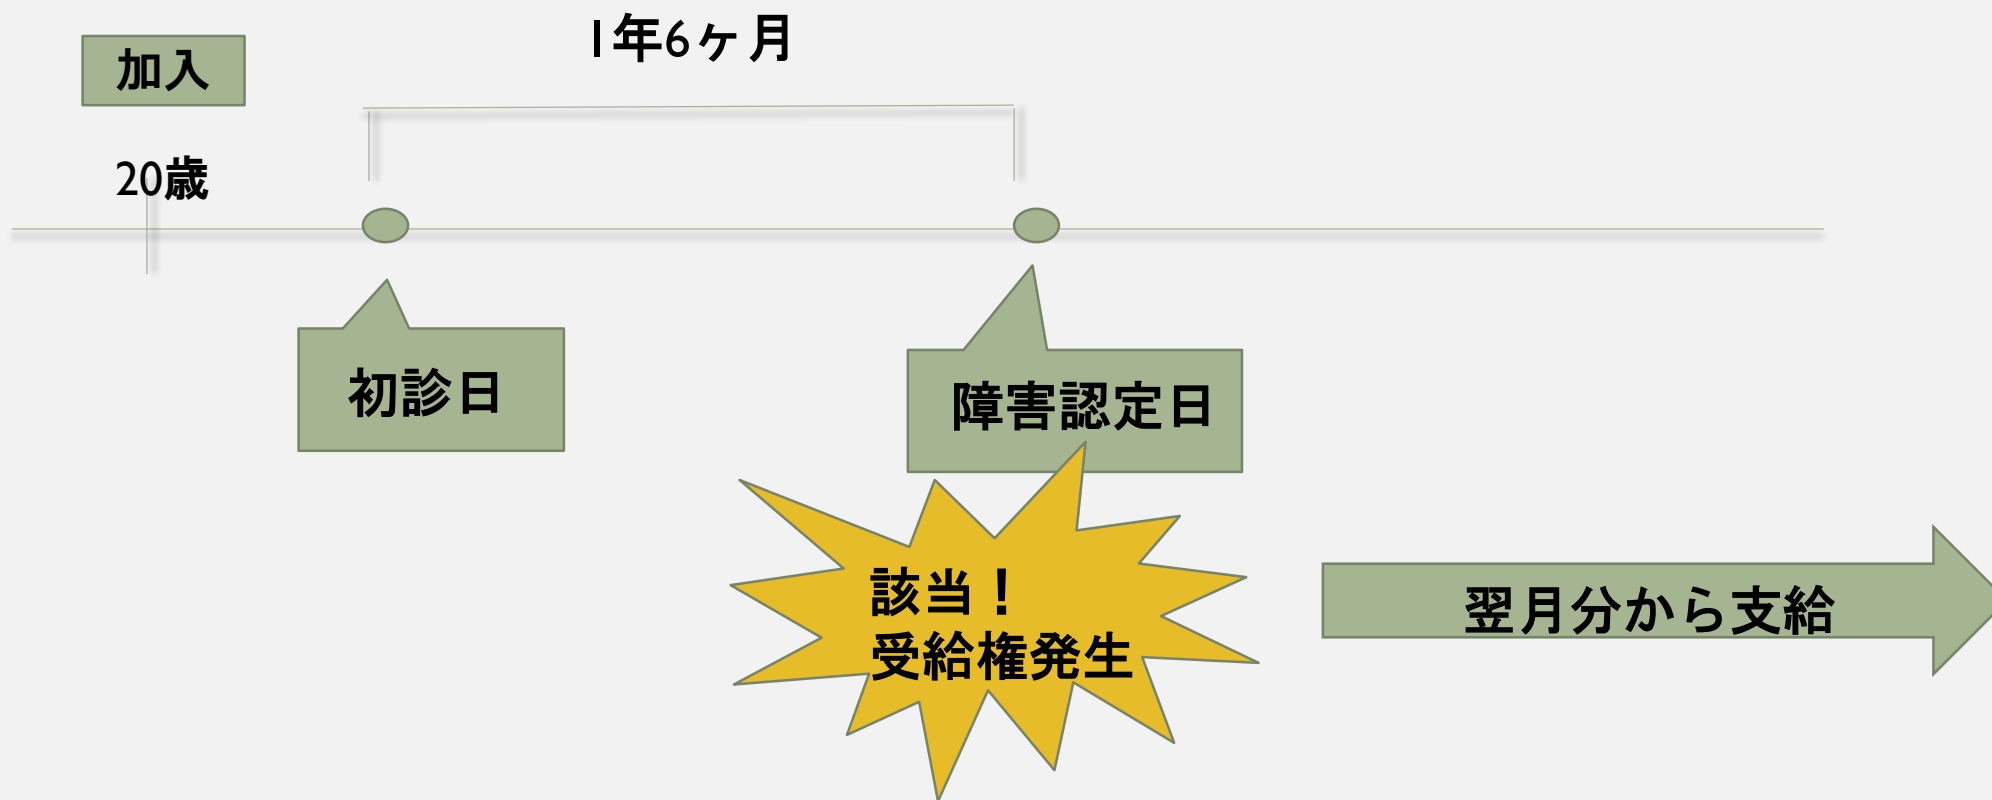 1年6ヶ月
加入
20歳
初診日
障害認定日
該当！
受給権発生
翌月分から支給